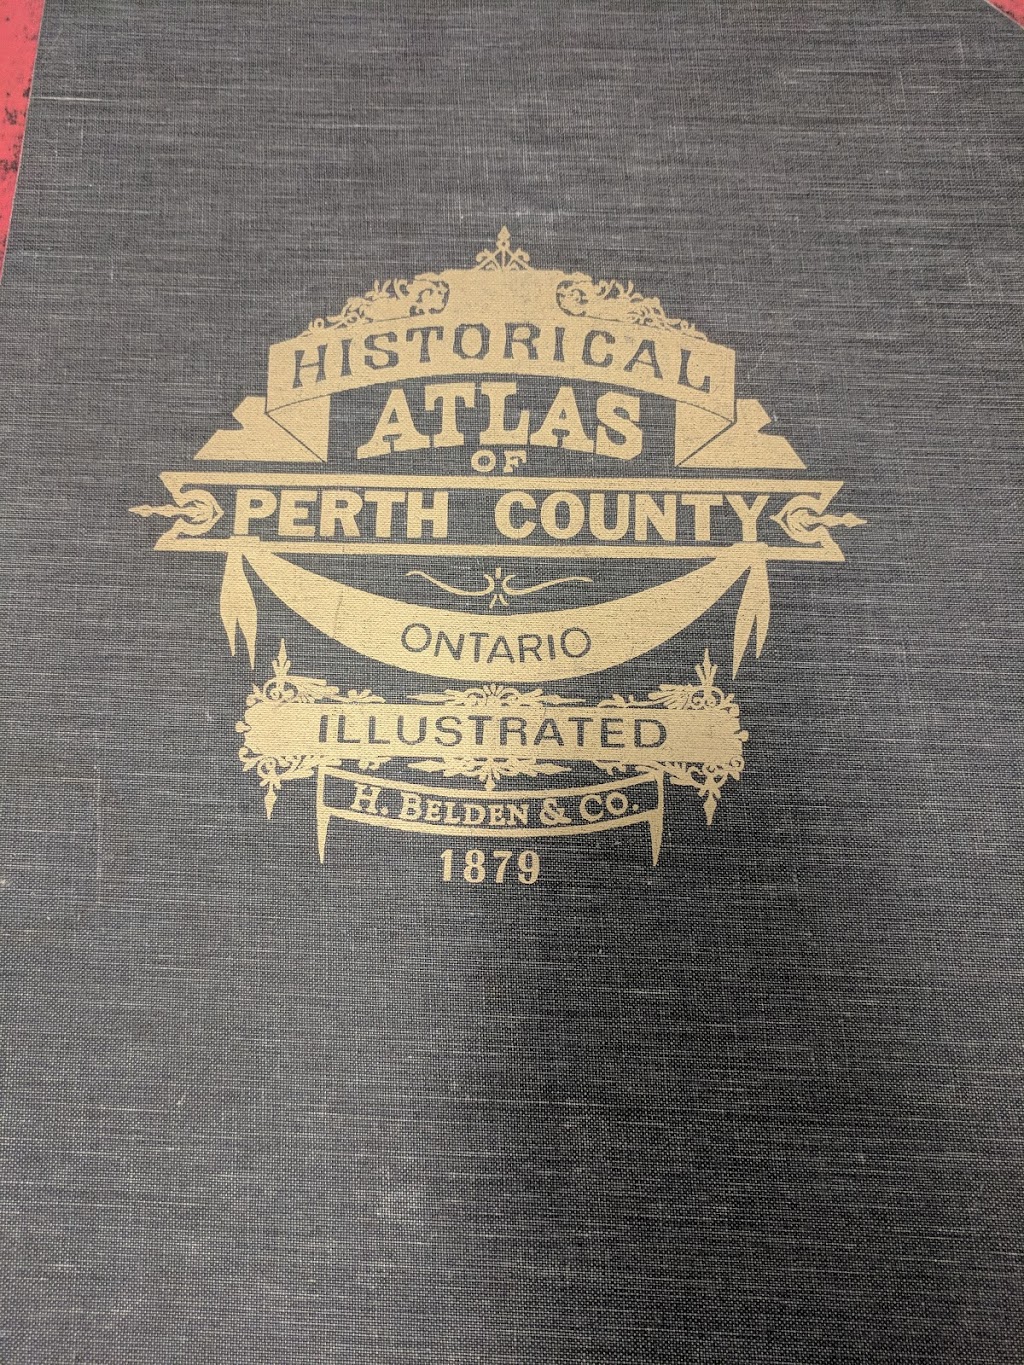 HISTORICAL
ATLAS
OF
PERTH COUNTY
ONTARIO
ILLUSTRATED
H. BELDEN & CO.
1879